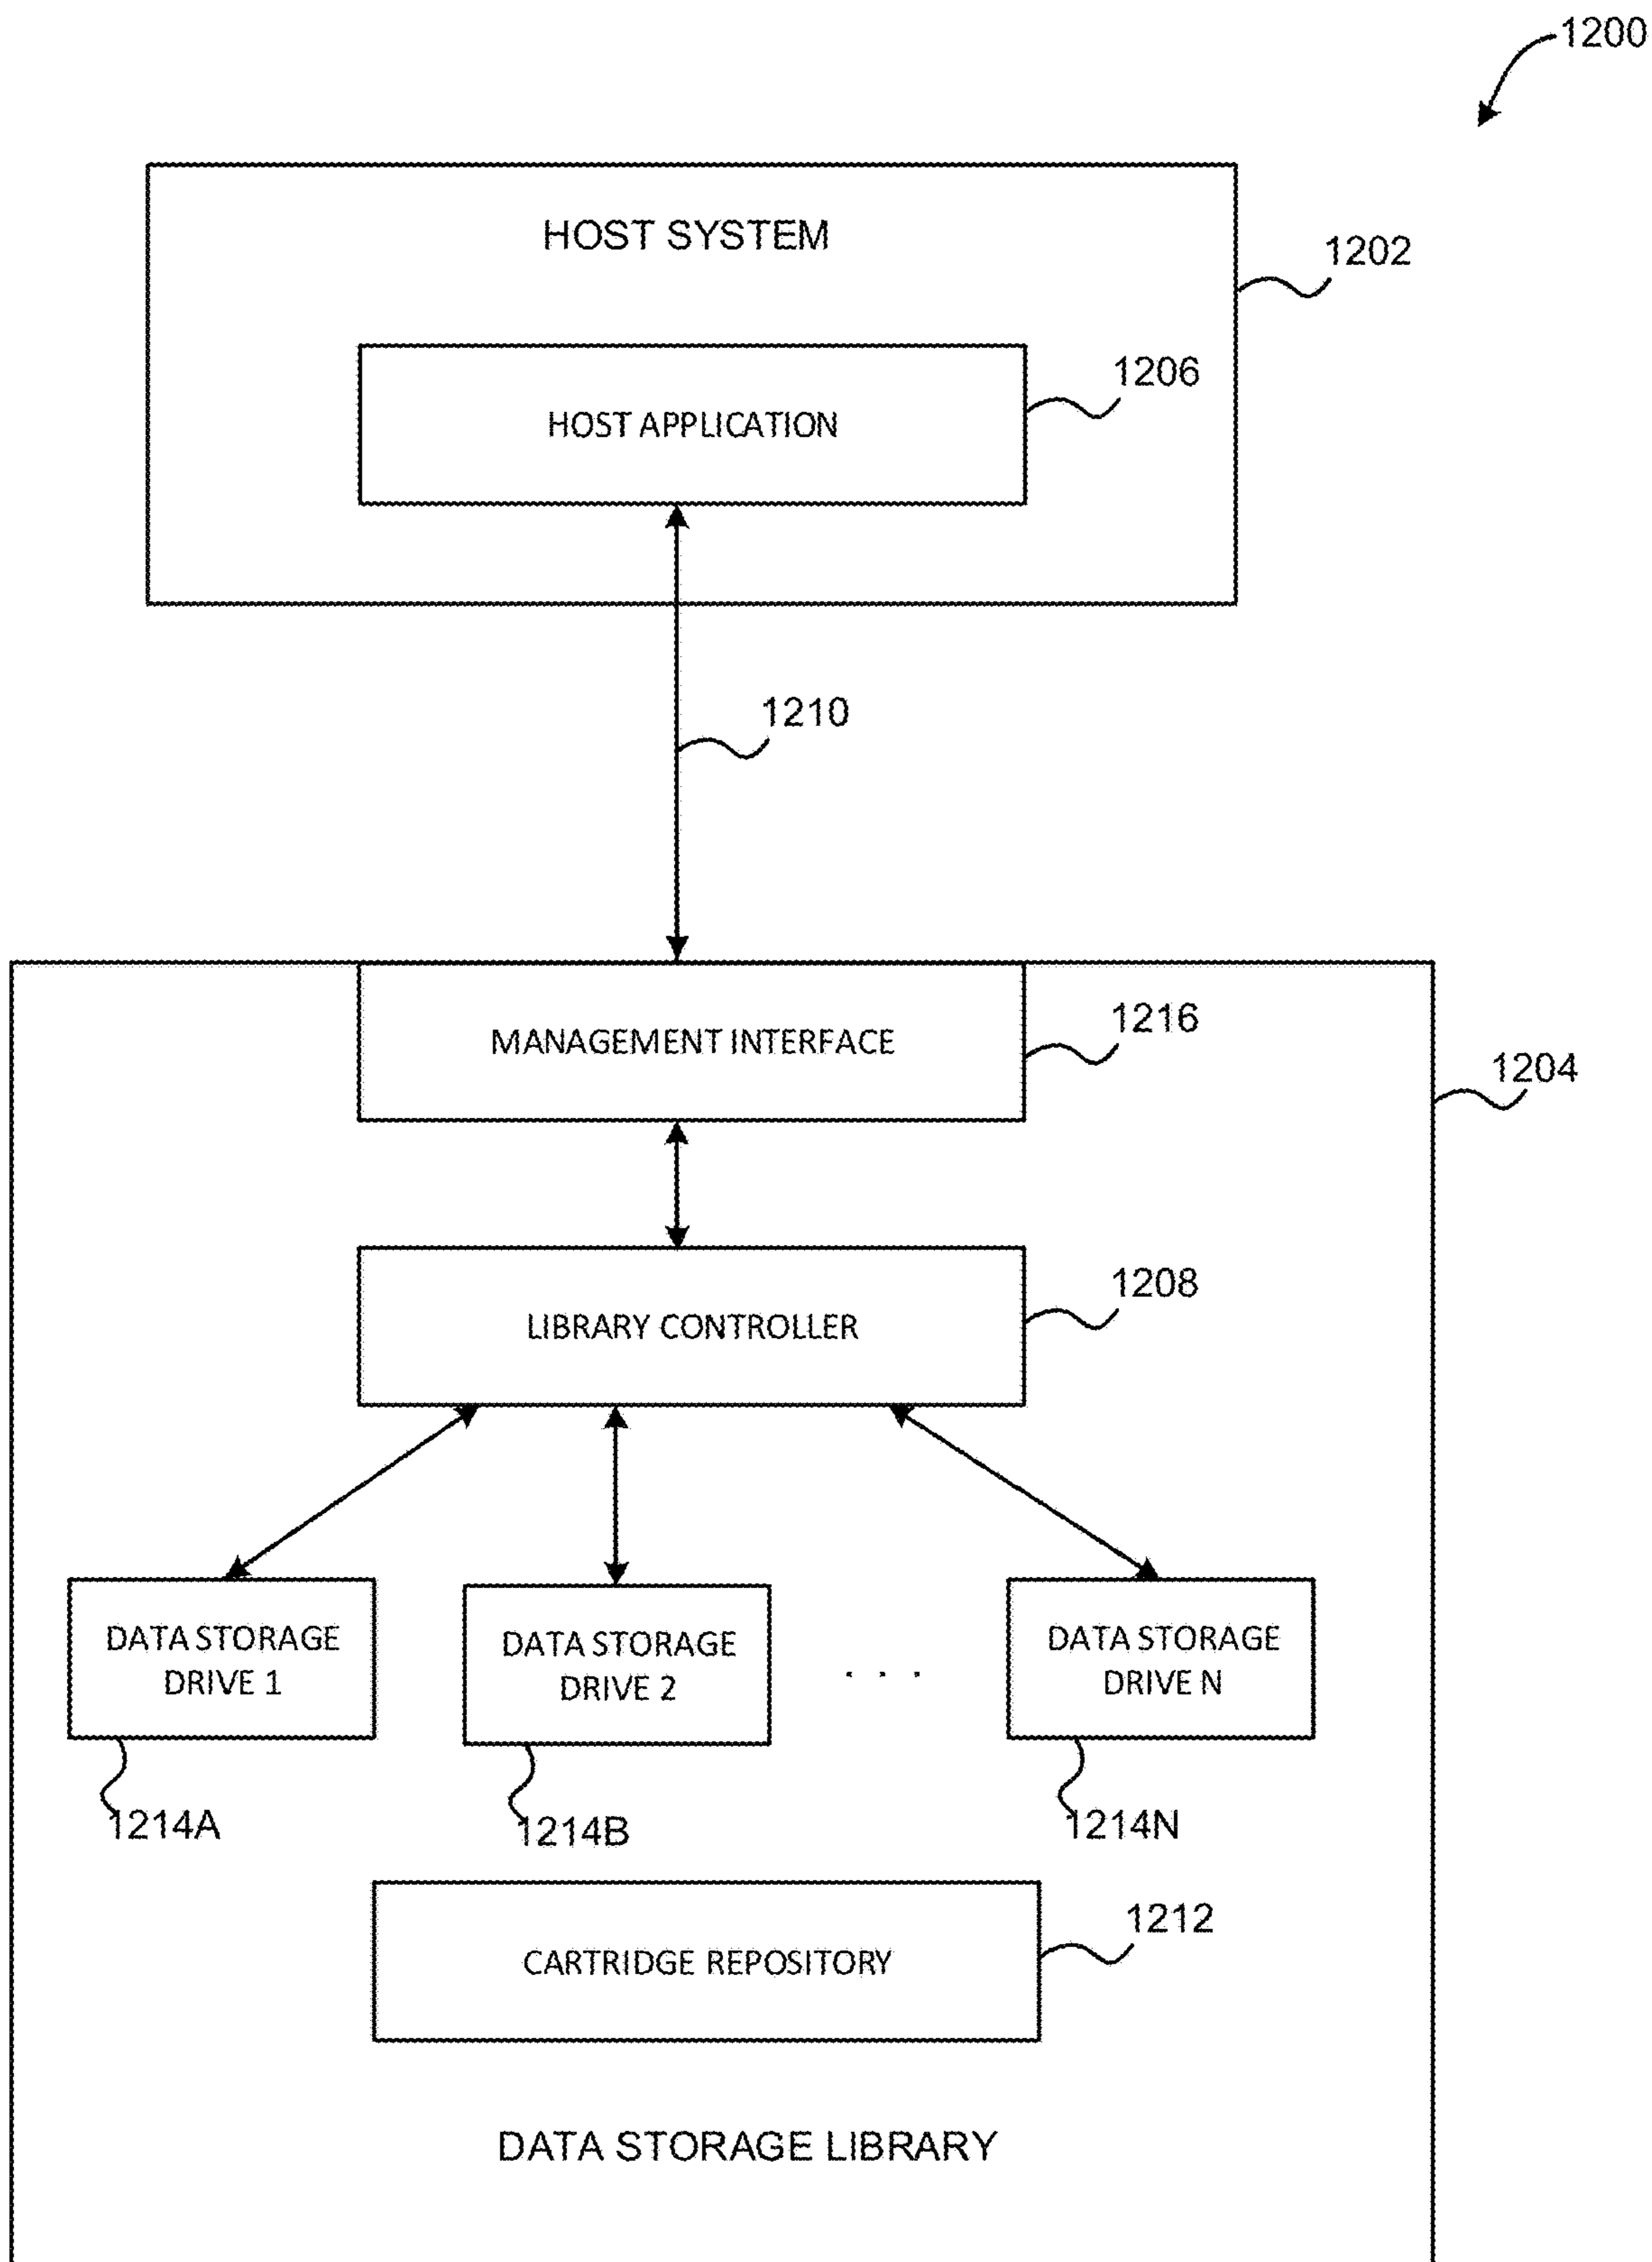 1200
HOST SYSTEM
1202
HOST APPLICATION
1206
1210
MANAGEMENT INTERFACE
1216
1204
LIBRARY CONTROLLER
1208
DATA STORAGE
DRIVE 1
DATA STORAGE
DRIVE 2
. . .
DATA STORAGE
DRIVE N
1214A
1214B
1214N
CARTRIDGE REPOSITORY
1212
DATA STORAGE LIBRARY